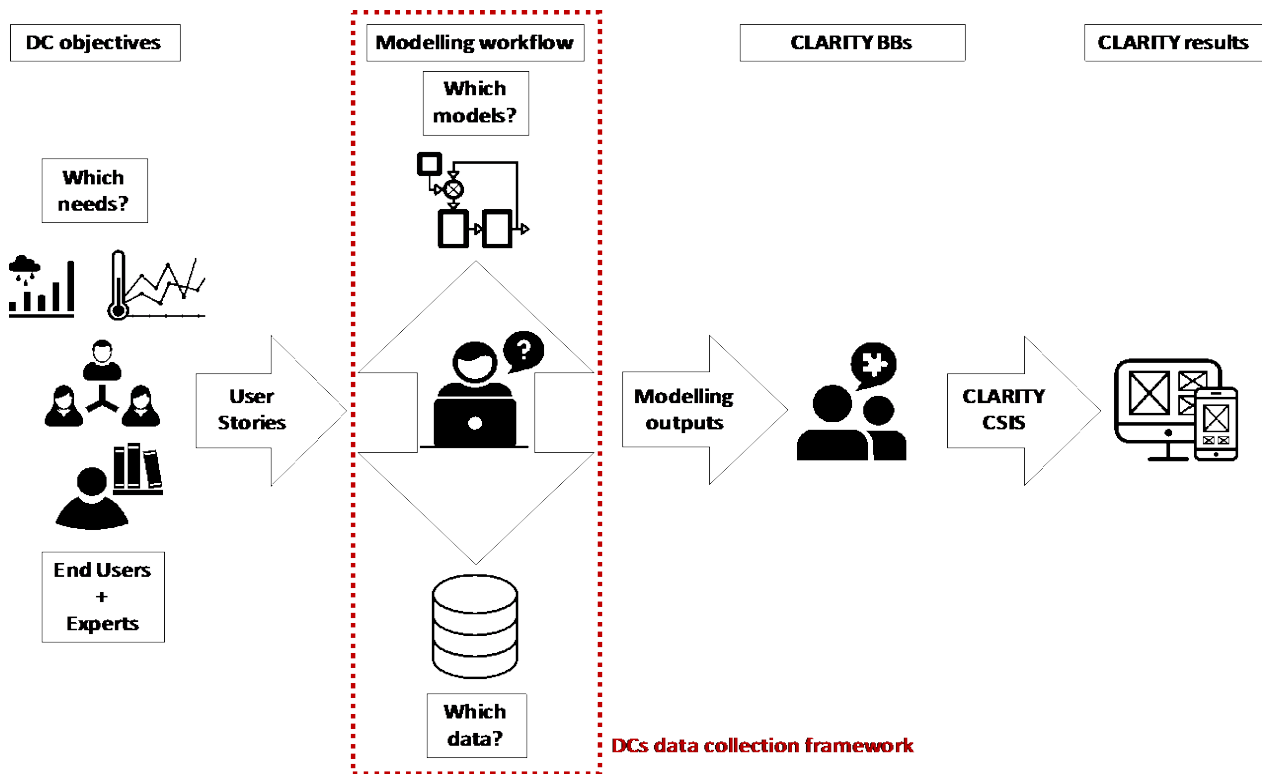 DC objectives
Modelling workflow
CLARITY BBs
CLARITY results
Which
models?
Which
needs?
?
User
Stories
Modelling
outputs
CLARITY
CSIS
End Users
+
Experts
Which
data?
DCs data collection framework